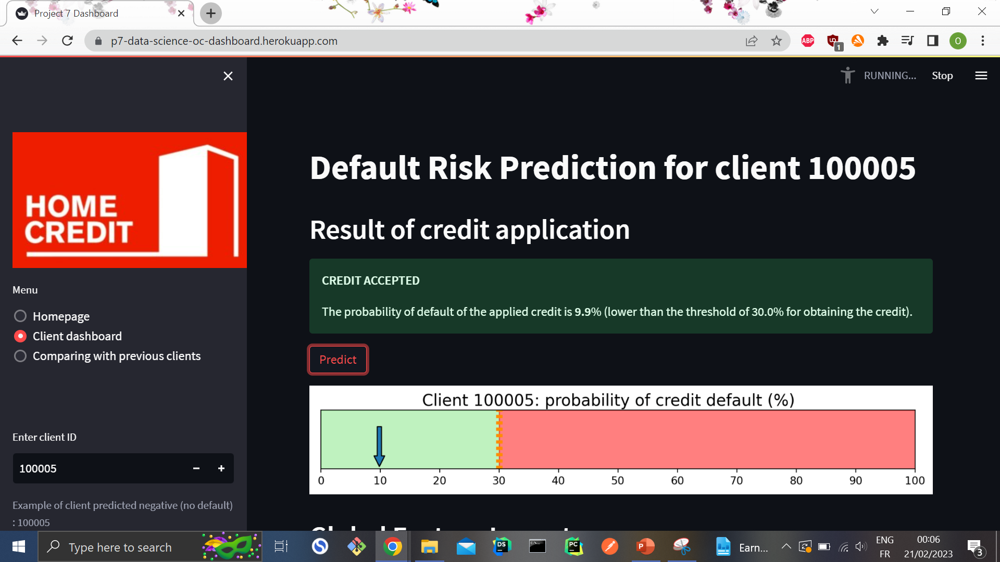 Project 7 Dashboard
p7-data-science-oc-dashboard.herokuapp.com
ABP
1
O
RUNNING...
Stop
HOME
CREDIT
Menu
Homepage
Client dashboard
Comparing with previous clients
Enter client ID
100005
Example of client predicted negative (no default)
: 100005
Default Risk Prediction for client 100005
Result of credit application
CREDIT ACCEPTED
The probability of default of the applied credit is 9.9% (lower than the threshold of 30.0% for obtaining the credit).
Predict
Client 100005: probability of credit default (%)
0 10 20 30 40 50 60 70 80 90 100
Type here to search
DS
PC
P
Earn...
ENG
FR
00:06
21/02/2023
3